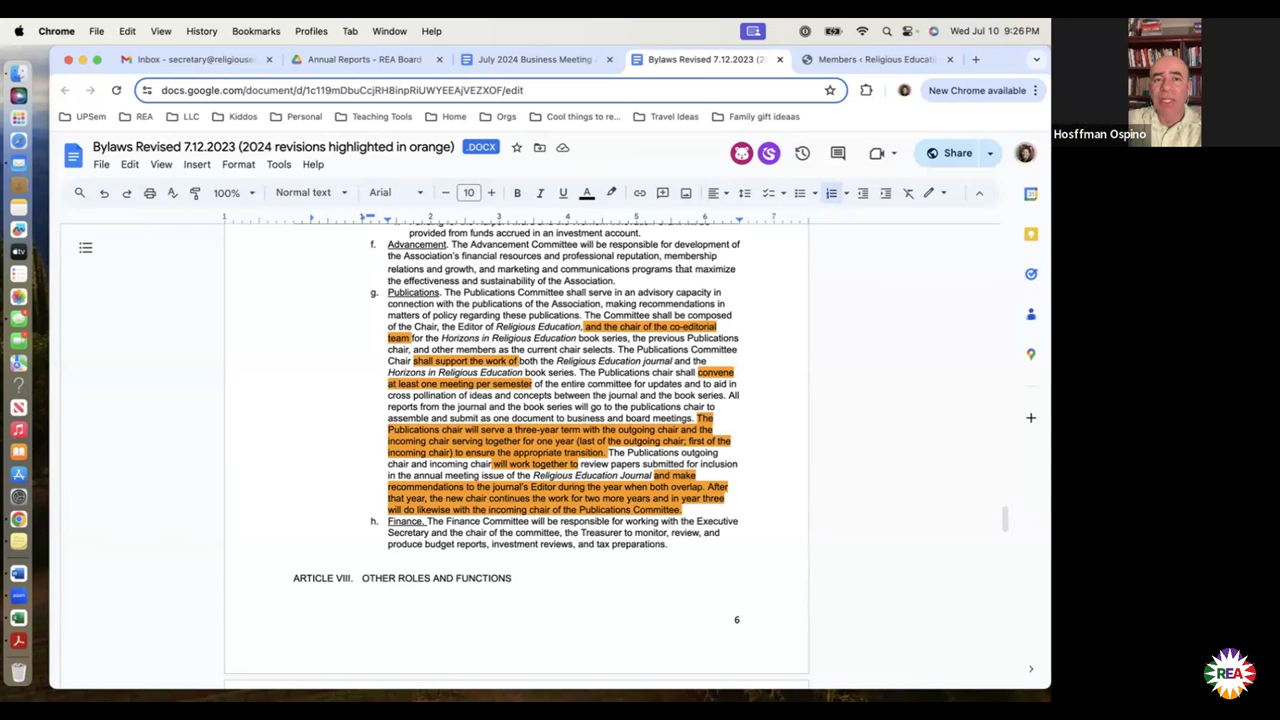 Chrome File Edit View History Bookmarks Profiles Tab Window Help Wed Jul 10 9:26 PM
Inbox - secretary@religiouse Annual Reports - REA Board July 2024 Business Meeting Bylaws Revised 7.12.2023 (2 Members ‹ Religious Educati
docs.google.com/document/d/1c119mDbuCcjRH8inpRiUWYEEAjVEZXOF/edit New Chrome available
UPSem REA LLC Kiddos Personal Teaching Tools Home Orgs Cool things to re... Travel Ideas Family gift ideaas
Hosffman Ospino
Bylaws Revised 7.12.2023 (2024 revisions highlighted in orange) .DOCX
Share
File Edit View Insert Format Tools Help
100% Normal text Arial 10 B I U A
1 2 3 4 5 6 7
provided from funds accrued in an investment account.
f. Advancement. The Advancement Committee will be responsible for development of
the Association's financial resources and professional reputation, membership
relations and growth, and marketing and communications programs that maximize
the effectiveness and sustainability of the Association.
g. Publications. The Publications Committee shall serve in an advisory capacity in
connection with the publications of the Association, making recommendations in
matters of policy regarding these publications. The Committee shall be composed
of the Chair, the Editor of Religious Education, and the chair of the co-editorial
team for the Horizons in Religious Education book series, the previous Publications
chair, and other members as the current chair selects. The Publications Committee
Chair shall support the work of both the Religious Education journal and the
Horizons in Religious Education book series. The Publications chair shall convene
at least one meeting per semester of the entire committee for updates and to aid in
cross pollination of ideas and concepts between the journal and the book series. All
reports from the journal and the book series will go to the publications chair to
assemble and submit as one document to business and board meetings. The
Publications chair will serve a three-year term with the outgoing chair and the
incoming chair serving together for one year (last of the outgoing chair; first of the
incoming chair) to ensure the appropriate transition. The Publications outgoing
chair and incoming chair will work together to review papers submitted for inclusion
in the annual meeting issue of the Religious Education Journal and make
recommendations to the journal's Editor during the year when both overlap. After
that year, the new chair continues the work for two more years and in year three
will do likewise with the incoming chair of the Publications Committee.
h. Finance. The Finance Committee will be responsible for working with the Executive
Secretary and the chair of the committee, the Treasurer to monitor, review, and
produce budget reports, investment reviews, and tax preparations.
ARTICLE VIII. OTHER ROLES AND FUNCTIONS
6
REA